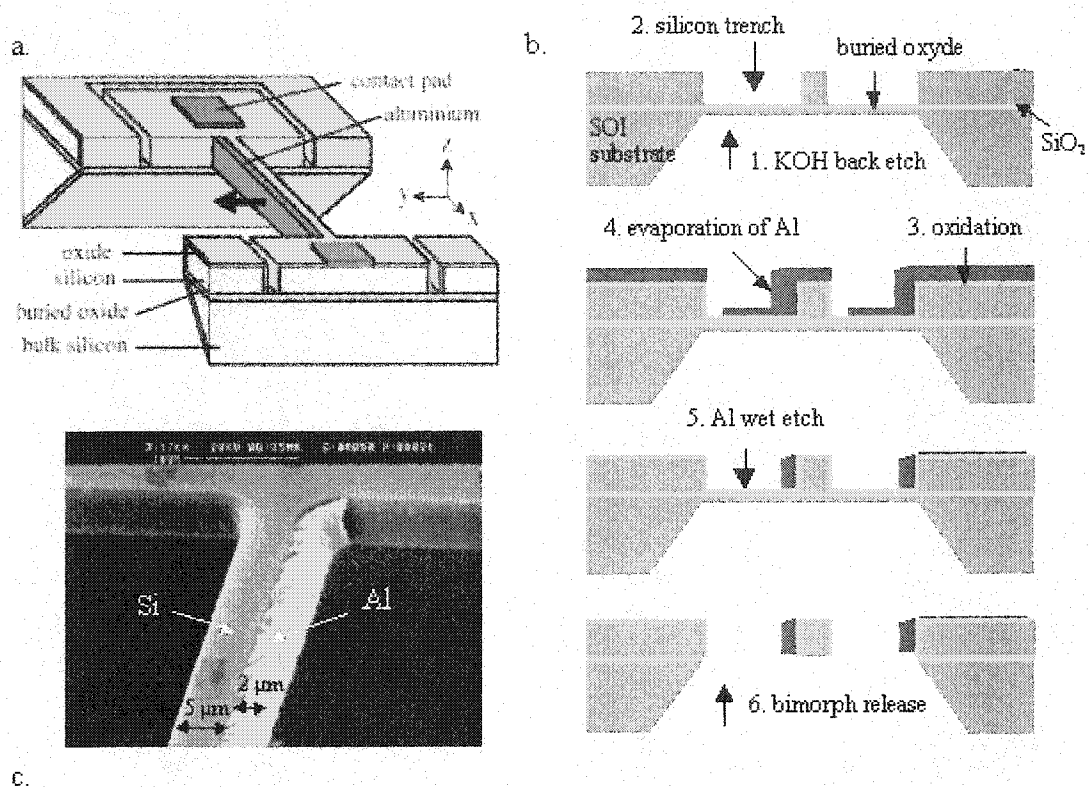 a.
contact pad
aluminium
z
y
x
oxide
silicon
buried oxide
bulk silicon
b.
2. silicon trench
buried oxyde
SOI
substrate
SiO2
1. KOH back etch
4. evaporation of Al
3. oxidation
5. Al wet etch
6. bimorph release
Si
Al
2 µm
5 µm
c.